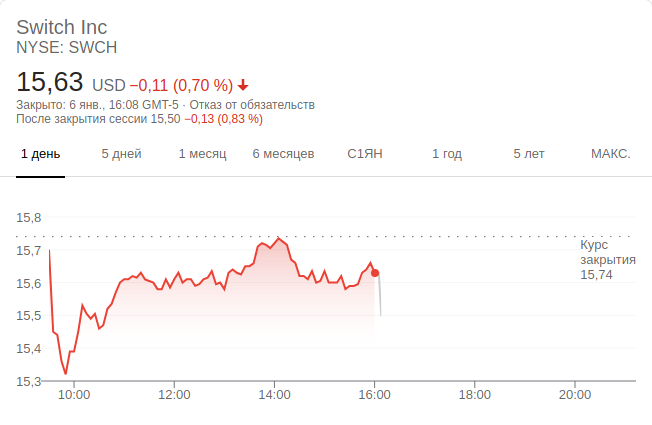 Switch Inc
NYSE: SWCH
15,63 USD −0,11 (0,70 %)
Закрыто: 6 янв., 16:08 GMT-5 · Отказ от обязательств
После закрытия сессии 15,50 −0,13 (0,83 %)
1 день 5 дней 1 месяц 6 месяцев С1ЯН 1 год 5 лет МАКС.
15,8
15,7
15,6
15,5
15,4
15,3
Курс
закрытия
15,74
10:00 12:00 14:00 16:00 18:00 20:00